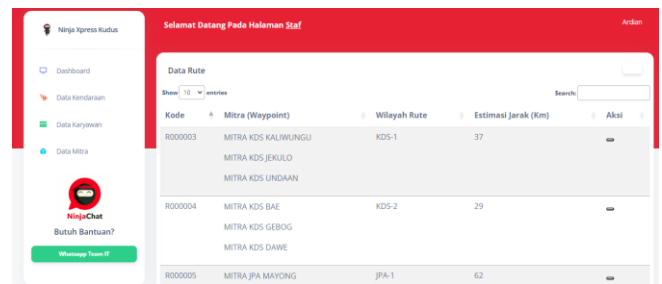 Ninja Xpress Kudus
Selamat Datang Pada Halaman Staf
Ardian
Dashboard
Data Kendaraan
Data Karyawan
Data Mitra
NinjaChat
Butuh Bantuan?
Whatsapp Team IT
Data Rute
Show 10 entries
Search:
Kode Mitra (Waypoint) Wilayah Rute Estimasi Jarak (Km) Aksi
R000003 MITRA KDS KALIWUNGU KDS-1 37
MITRA KDS JEKULO
MITRA KDS UNDAAN
R000004 MITRA KDS BAE KDS-2 29
MITRA KDS GEBOG
MITRA KDS DAWE
R000005 MITRA JPA MAYONG JPA-1 62